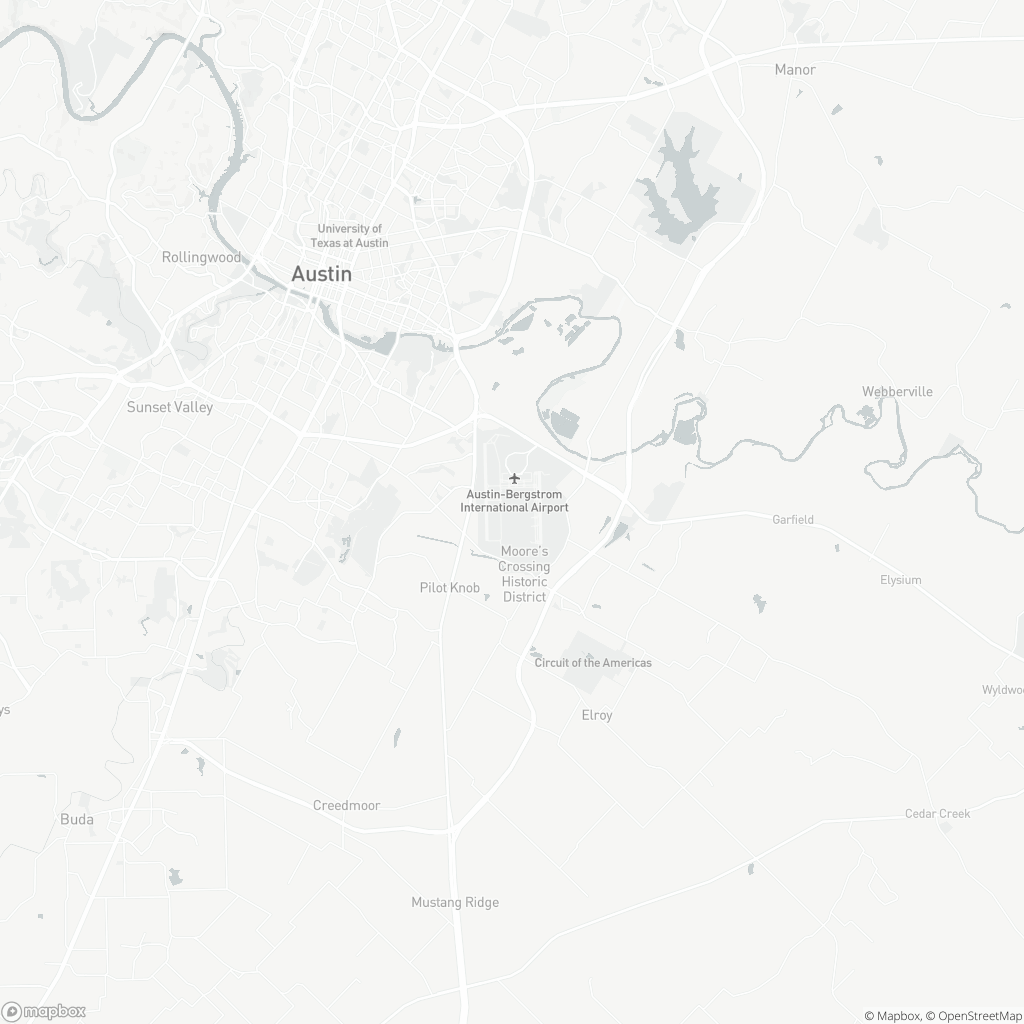 Manor
University of
Texas at Austin
Rollingwood
Austin
Webberville
Sunset Valley
Austin-Bergstrom
International Airport
Garfield
Moore's
Crossing
Historic
District
Elysium
Pilot Knob
Circuit of the Americas
Wyldwoo
ys
Elroy
Creedmoor
Cedar Creek
Buda
Mustang Ridge
mapbox
© Mapbox, © OpenStreetMap